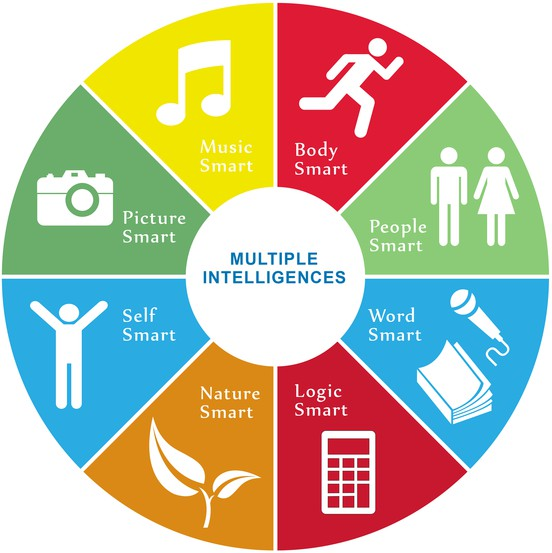 Music
Smart
Body
Smart
Picture
Smart
People
Smart
MULTIPLE
INTELLIGENCES
Self
Smart
Word
Smart
Nature
Smart
Logic
Smart